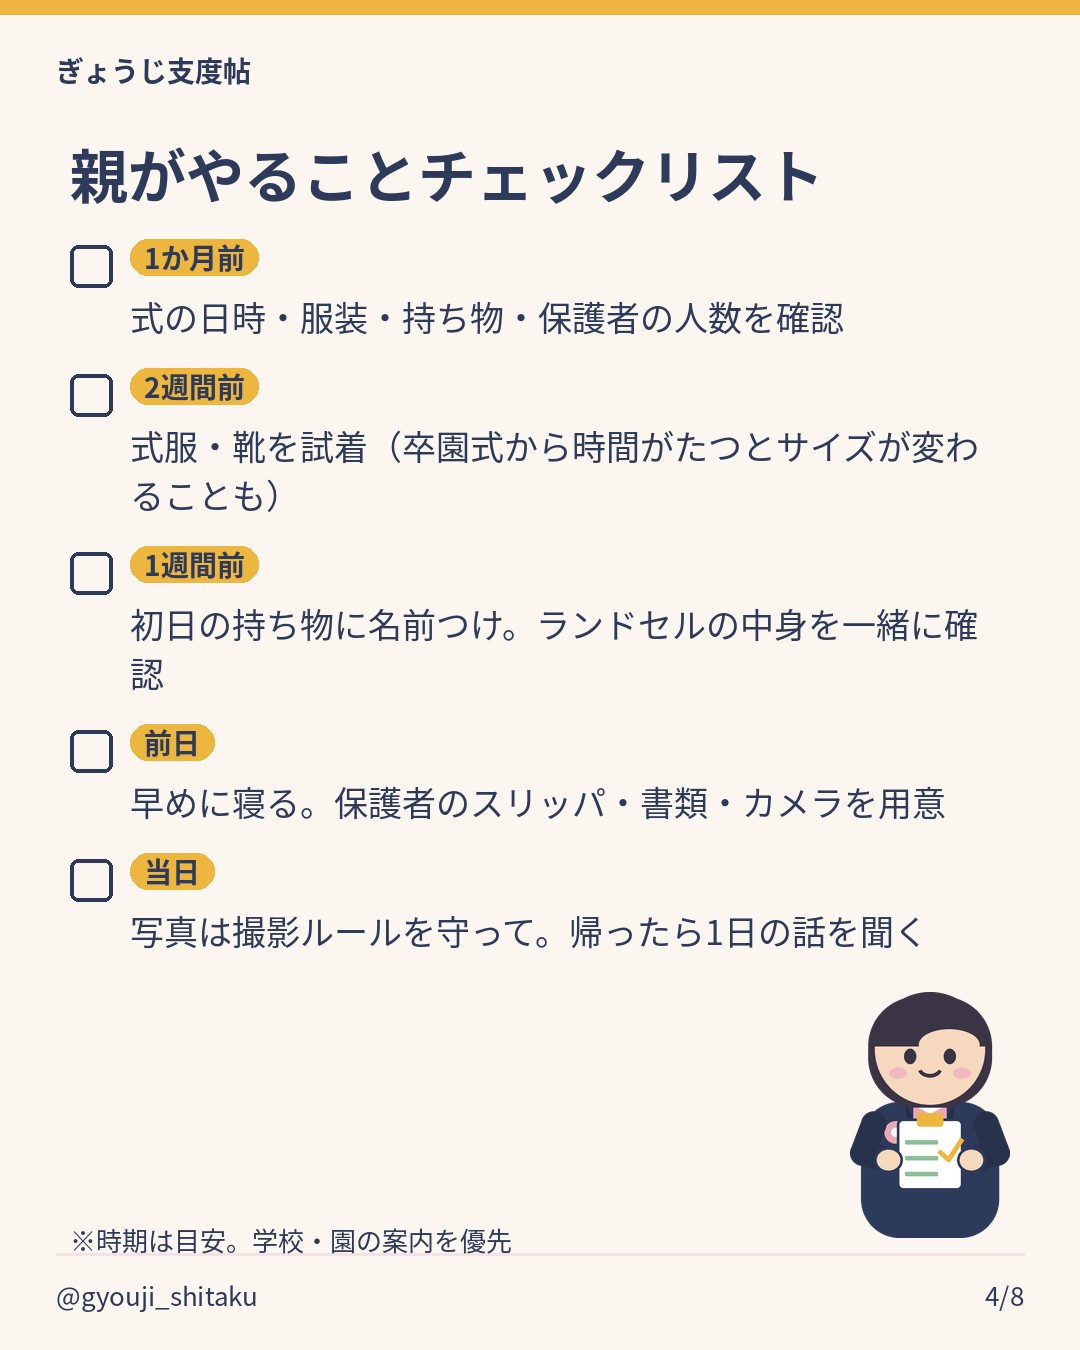 ぎょうじ支度帖
親がやることチェックリスト
1か月前
式の日時・服装・持ち物・保護者の人数を確認
2週間前
式服・靴を試着（卒園式から時間がたつとサイズが変わ
ることも）
1週間前
初日の持ち物に名前つけ。ランドセルの中身を一緒に確
認
前日
早めに寝る。保護者のスリッパ・書類・カメラを用意
当日
写真は撮影ルールを守って。帰ったら1日の話を聞く
※時期は目安。学校・園の案内を優先
@gyouji_shitaku
4/8